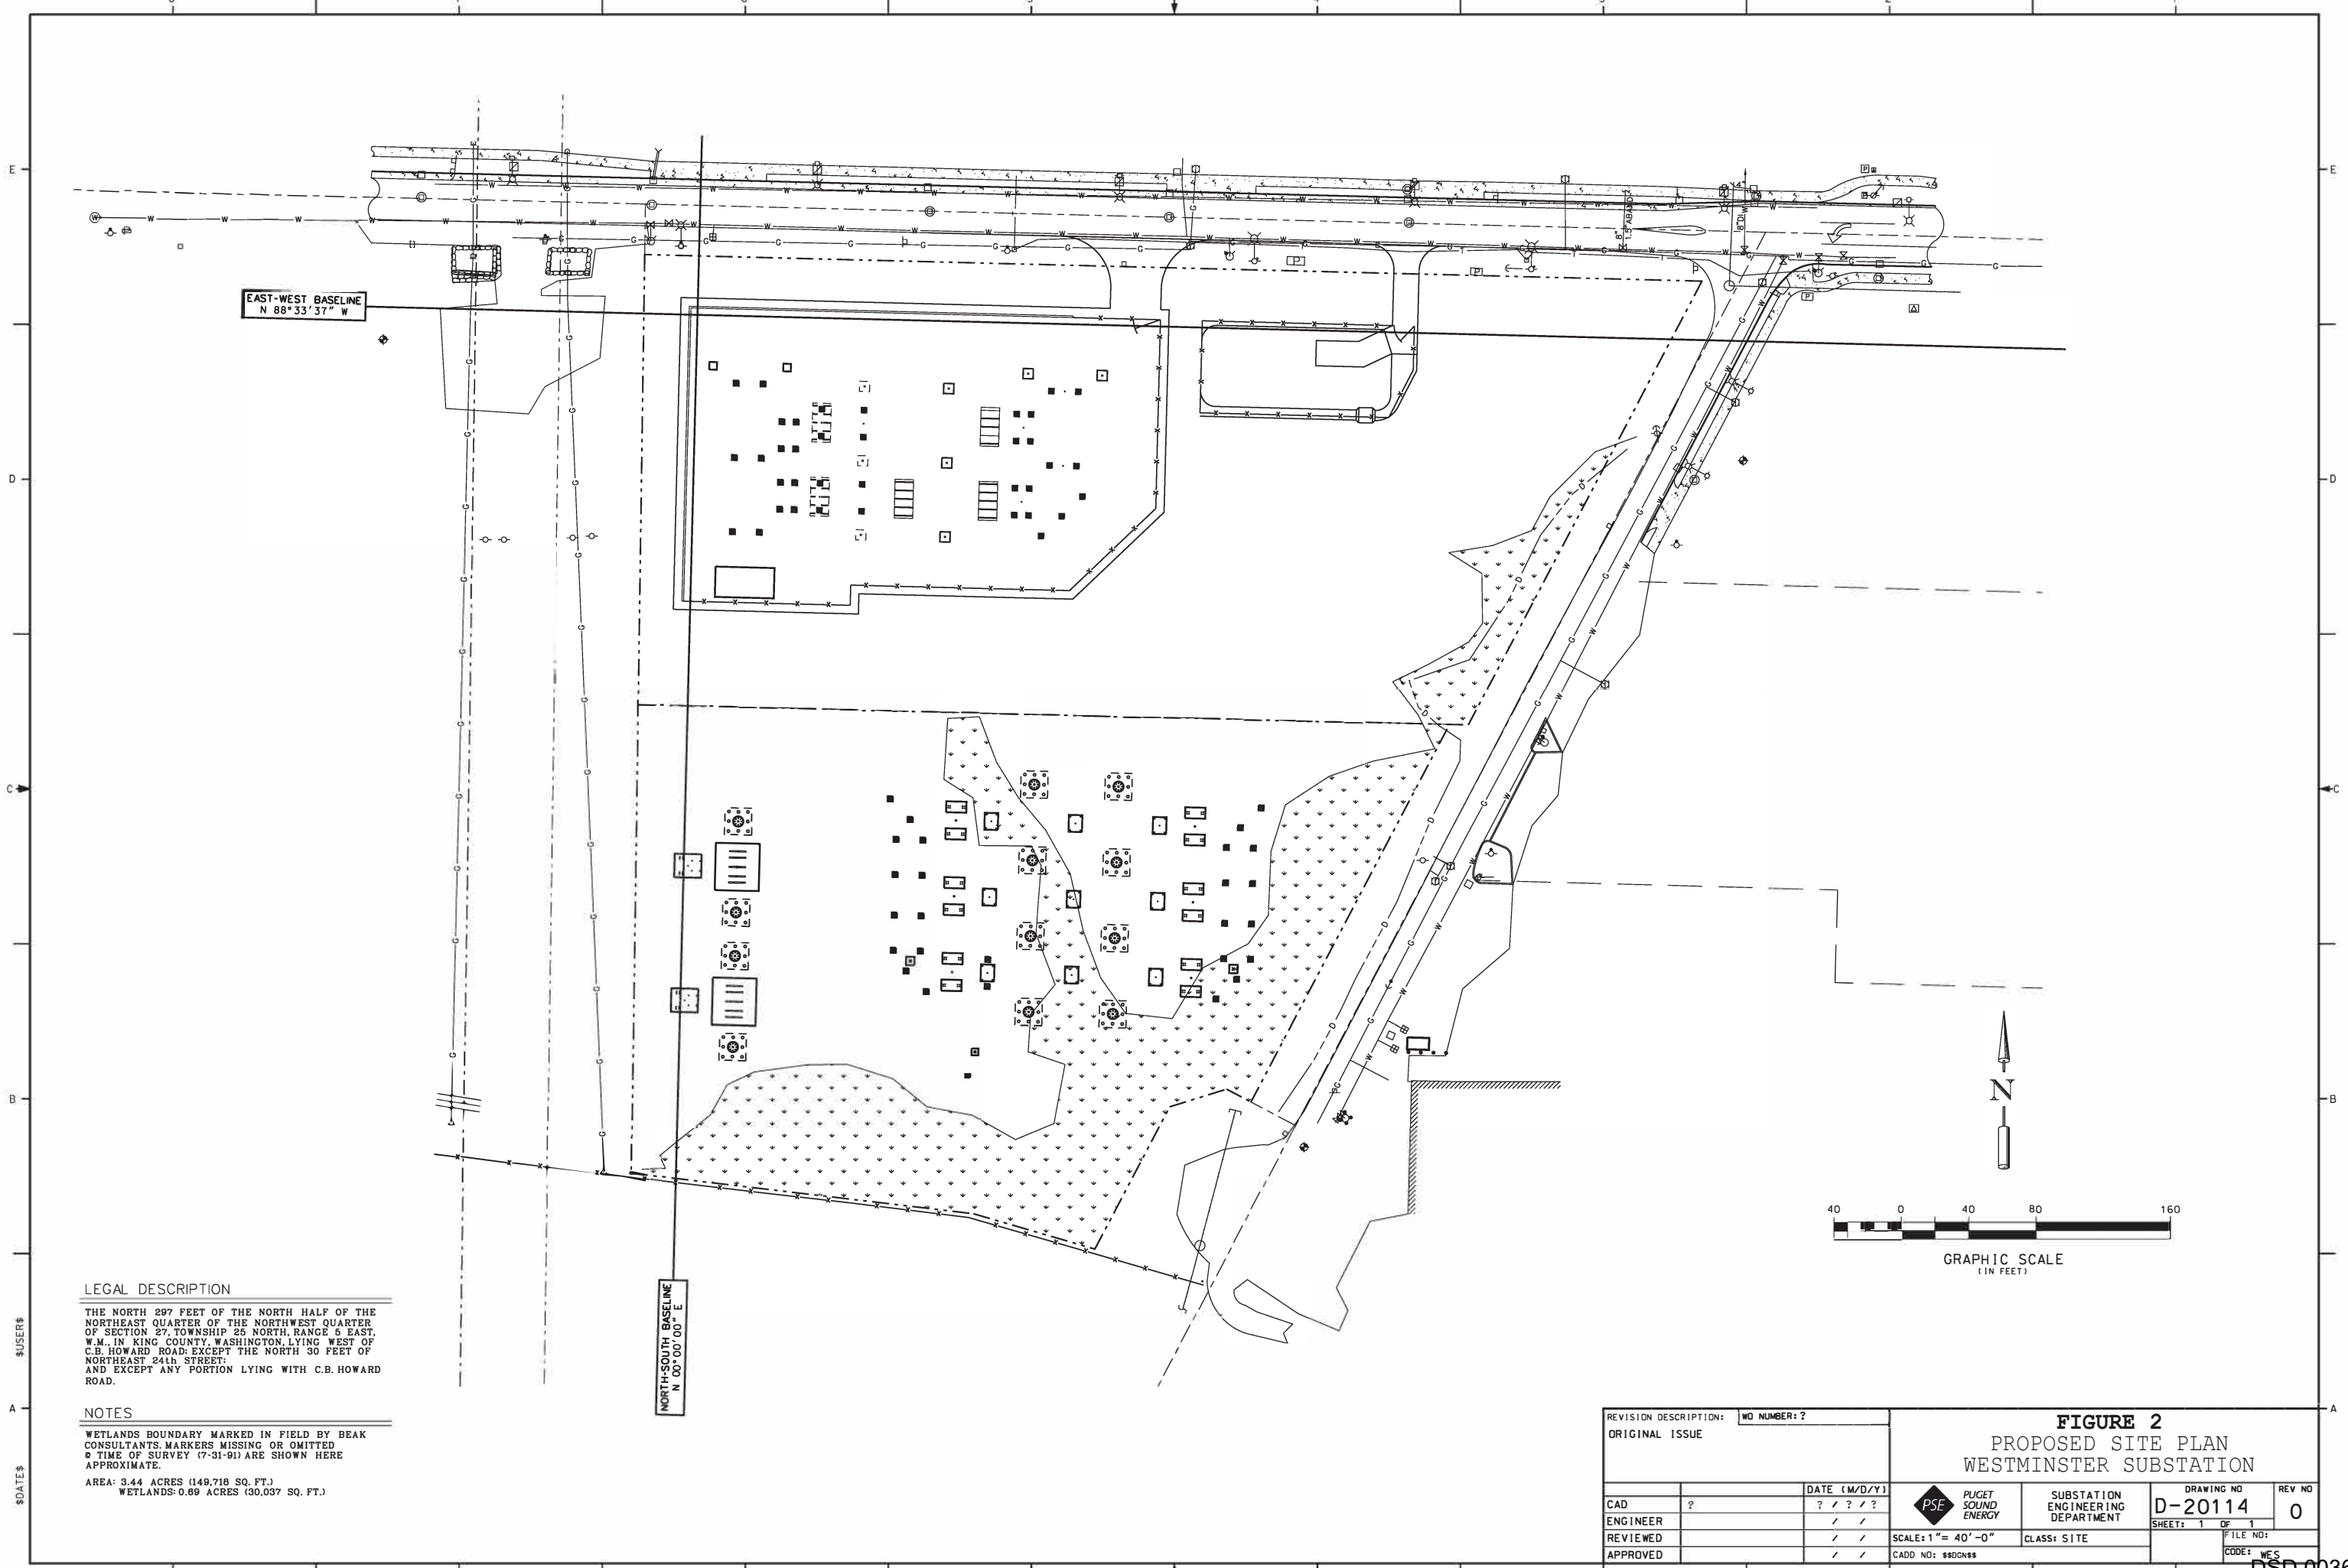 E
E
D
D
C
C
B
B
A
A
EAST-WEST BASELINE
N 88°33'37" W
8"
1.5"ABAND
8"DI
NORTH-SOUTH BASELINE
N 00°00'00" E
N
40 0 40 80 160
GRAPHIC SCALE
(IN FEET)
LEGAL DESCRIPTION
THE NORTH 297 FEET OF THE NORTH HALF OF THE
NORTHEAST QUARTER OF THE NORTHWEST QUARTER
OF SECTION 27, TOWNSHIP 25 NORTH, RANGE 5 EAST,
W.M., IN KING COUNTY, WASHINGTON, LYING WEST OF
C.B. HOWARD ROAD; EXCEPT THE NORTH 30 FEET OF
NORTHEAST 24th STREET;
AND EXCEPT ANY PORTION LYING WITH C.B. HOWARD
ROAD.
NOTES
WETLANDS BOUNDARY MARKED IN FIELD BY BEAK
CONSULTANTS. MARKERS MISSING OR OMITTED
@ TIME OF SURVEY (7-31-91) ARE SHOWN HERE
APPROXIMATE.
AREA: 3.44 ACRES (149,718 SQ. FT.)
WETLANDS: 0.69 ACRES (30,037 SQ. FT.)
$USER$
$DATE$
REVISION DESCRIPTION: WO NUMBER: ?
ORIGINAL ISSUE
DATE (M/D/Y)
CAD ? ? / ? / ?
ENGINEER / /
REVIEWED / /
APPROVED / /
FIGURE 2
PROPOSED SITE PLAN
WESTMINSTER SUBSTATION
PSE
PUGET
SOUND
ENERGY
SUBSTATION
ENGINEERING
DEPARTMENT
DRAWING NO
D-20114
SHEET: 1 OF 1
REV NO
0
SCALE: 1"= 40'-0"
CLASS: SITE
FILE NO:
CADD NO: $$DGN$$
CODE: WES